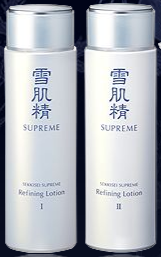 雪肌精
SUPREME
SEKKISEI SUPREME
Refining Lotion
I
雪肌精
SUPREME
SEKKISEI SUPREME
Refining Lotion
II